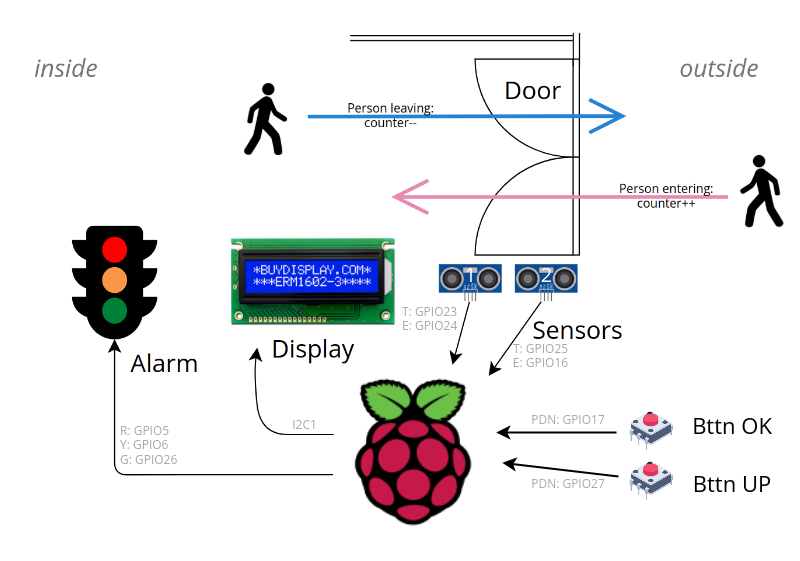 inside
outside
Door
Person leaving:
counter--
Person entering:
counter++
*BUYDISPLAY.COM*
***ERM1602-3****
1
2
T: GPIO23
E: GPIO24
Sensors
T: GPIO25
E: GPIO16
Display
Alarm
I2C1
R: GPIO5
Y: GPIO6
G: GPIO26
PDN: GPIO17
Bttn OK
PDN: GPIO27
Bttn UP